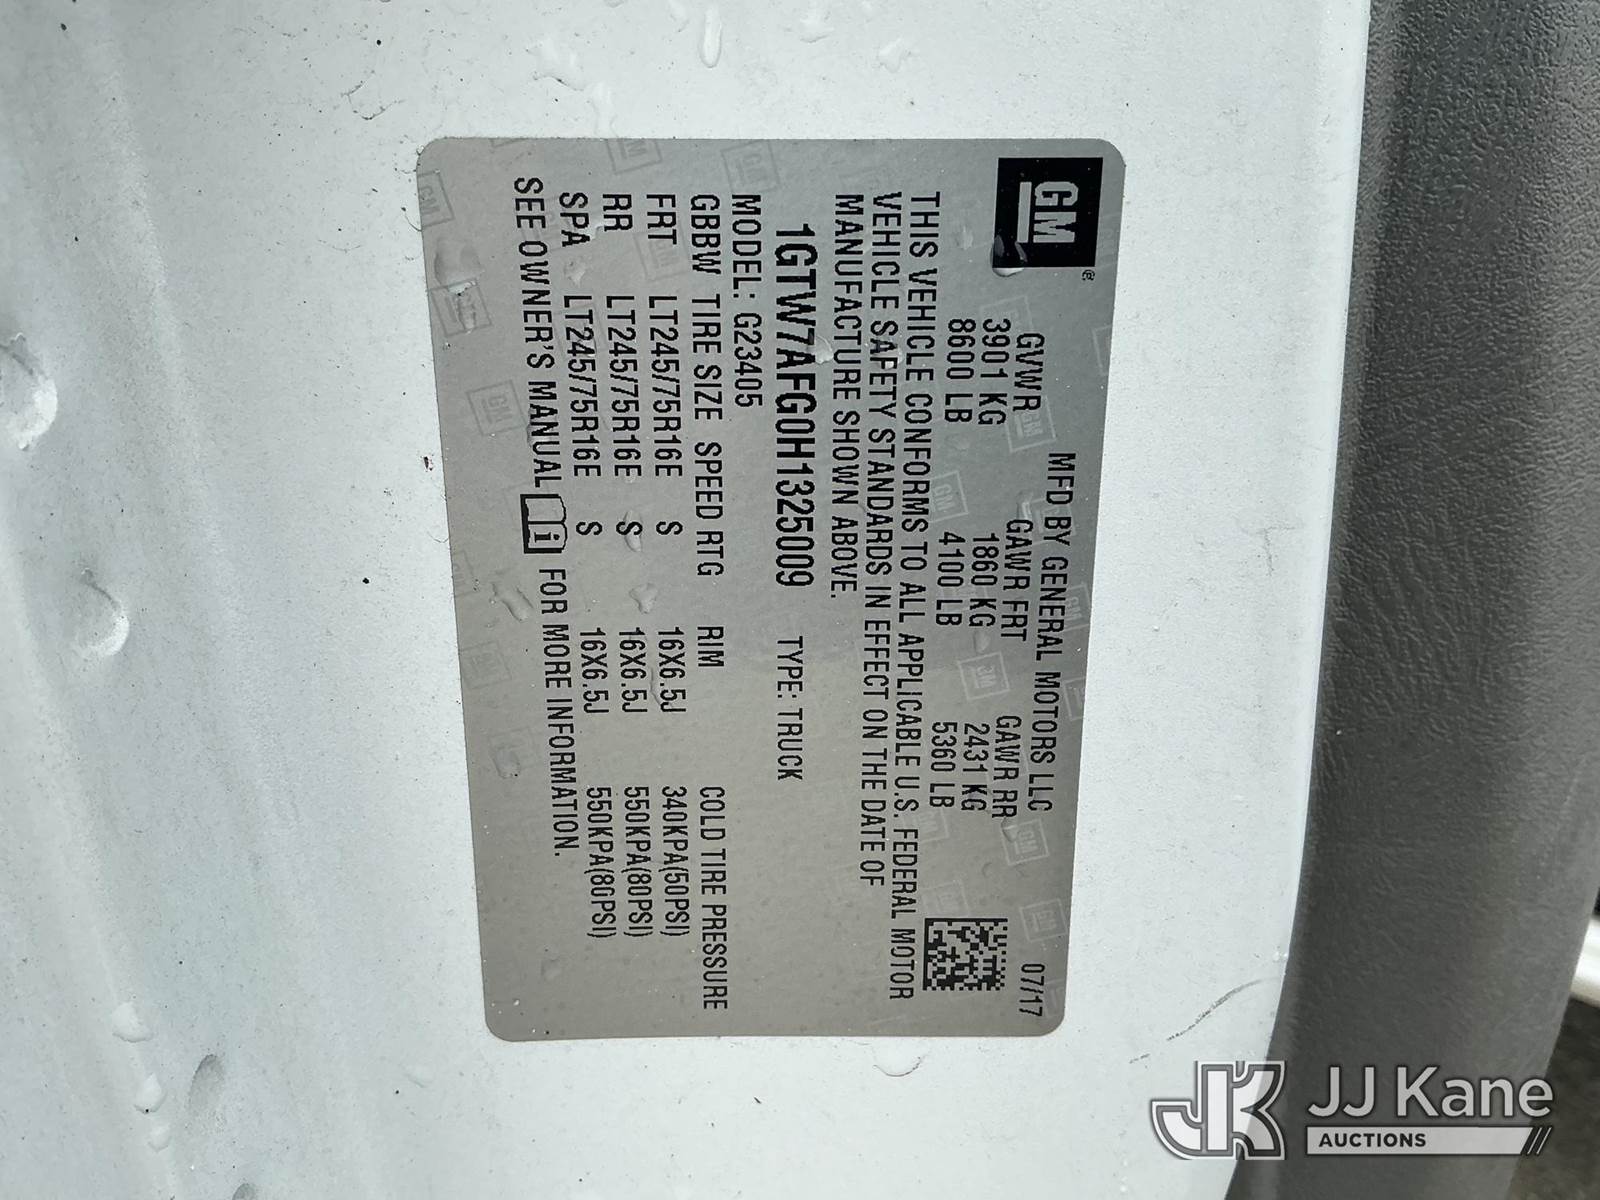 GM
®
MFD BY GENERAL MOTORS LLC 07/17
GVWR GAWR FRT GAWR RR
3901 KG 1860 KG 2431 KG
8600 LB 4100 LB 5360 LB
THIS VEHICLE CONFORMS TO ALL APPLICABLE U.S. FEDERAL MOTOR
VEHICLE SAFETY STANDARDS IN EFFECT ON THE DATE OF
MANUFACTURE SHOWN ABOVE.
1GTW7AFG0H1325009 TYPE: TRUCK
MODEL: G23405
GBBW TIRE SIZE SPEED RTG RIM COLD TIRE PRESSURE
FRT LT245/75R16E S 16X6.5J 340KPA(50PSI)
RR LT245/75R16E S 16X6.5J 550KPA(80PSI)
SPA LT245/75R16E S 16X6.5J 550KPA(80PSI)
SEE OWNER'S MANUAL i FOR MORE INFORMATION.
JK JJ Kane
AUCTIONS